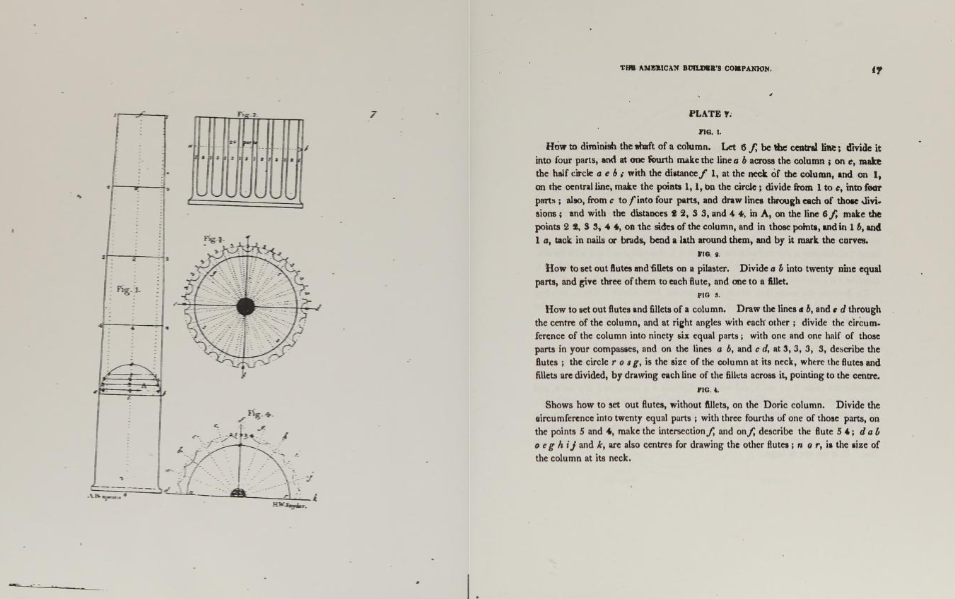 7
Fig. 2.
Fig. 3.
Fig. 1.
A
Fig. 4.
THE AMERICAN BUILDER'S COMPANION. 17
PLATE 7.
FIG. 1.
How to diminish the shaft of a column. Let 6 f, be the central line; divide it
into four parts, and at one fourth make the line a b across the column; on e, make
the half circle a e b; with the distance f 1, at the neck of the column, and on 1,
on the central line, make the points 1, 1, on the circle; divide from 1 to e, into four
parts; also, from c to f into four parts, and draw lines through each of those divi-
sions; and with the distances 2 2, 3 3, and 4 4, in A, on the line 6 f, make the
points 2 2, 3 3, 4 4, on the sides of the column, and in those points, and in 1 b, and
1 a, tack in nails or brads, bend a lath around them, and by it mark the curves.
FIG. 2.
How to set out flutes and fillets on a pilaster. Divide a b into twenty nine equal
parts, and give three of them to each flute, and one to a fillet.
FIG 3.
How to set out flutes and fillets of a column. Draw the lines a b, and c d through
the centre of the column, and at right angles with each other; divide the circum-
ference of the column into ninety six equal parts; with one and one half of those
parts in your compasses, and on the lines a b, and c d, at 3, 3, 3, 3, describe the
flutes; the circle r o s g, is the size of the column at its neck, where the flutes and
fillets are divided, by drawing each line of the fillets across it, pointing to the centre.
FIG. 4.
Shows how to set out flutes, without fillets, on the Doric column. Divide the
circumference into twenty equal parts; with three fourths of one of those parts, on
the points 5 and 4, make the intersection f, and on f, describe the flute 5 4; d a b
o e g h i j and k, are also centres for drawing the other flutes; n o r, is the size of
the column at its neck.